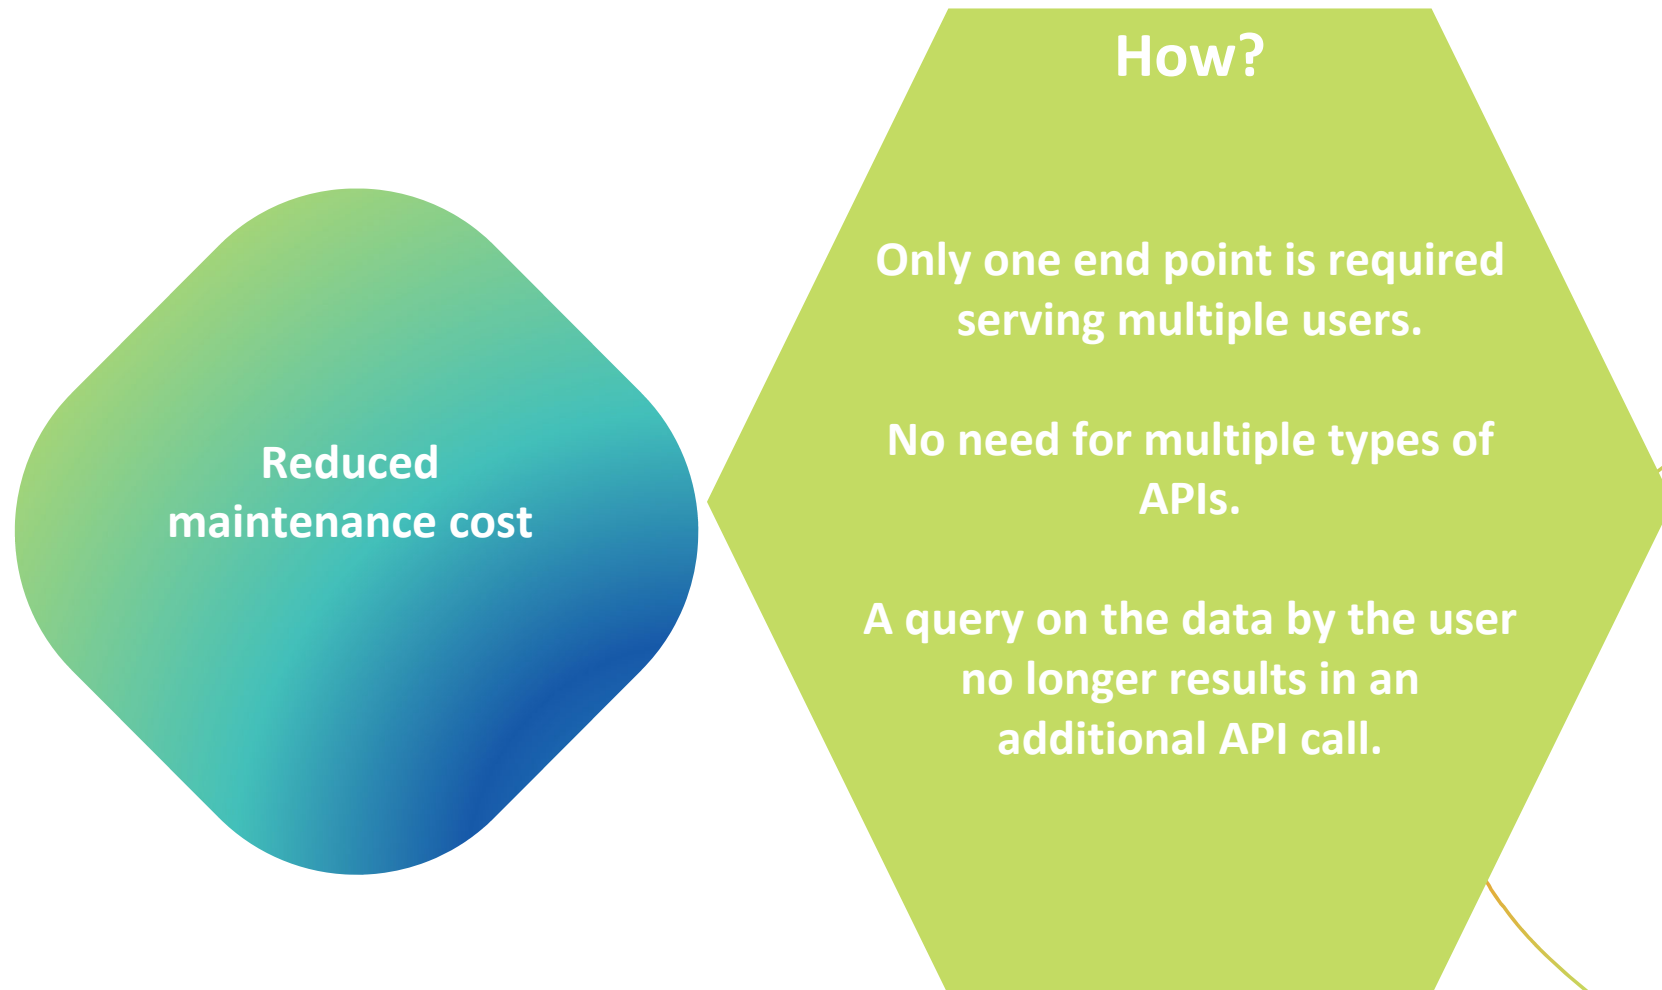 Reduced
maintenance cost
How?
Only one end point is required
serving multiple users.
No need for multiple types of
APIs.
A query on the data by the user
no longer results in an
additional API call.